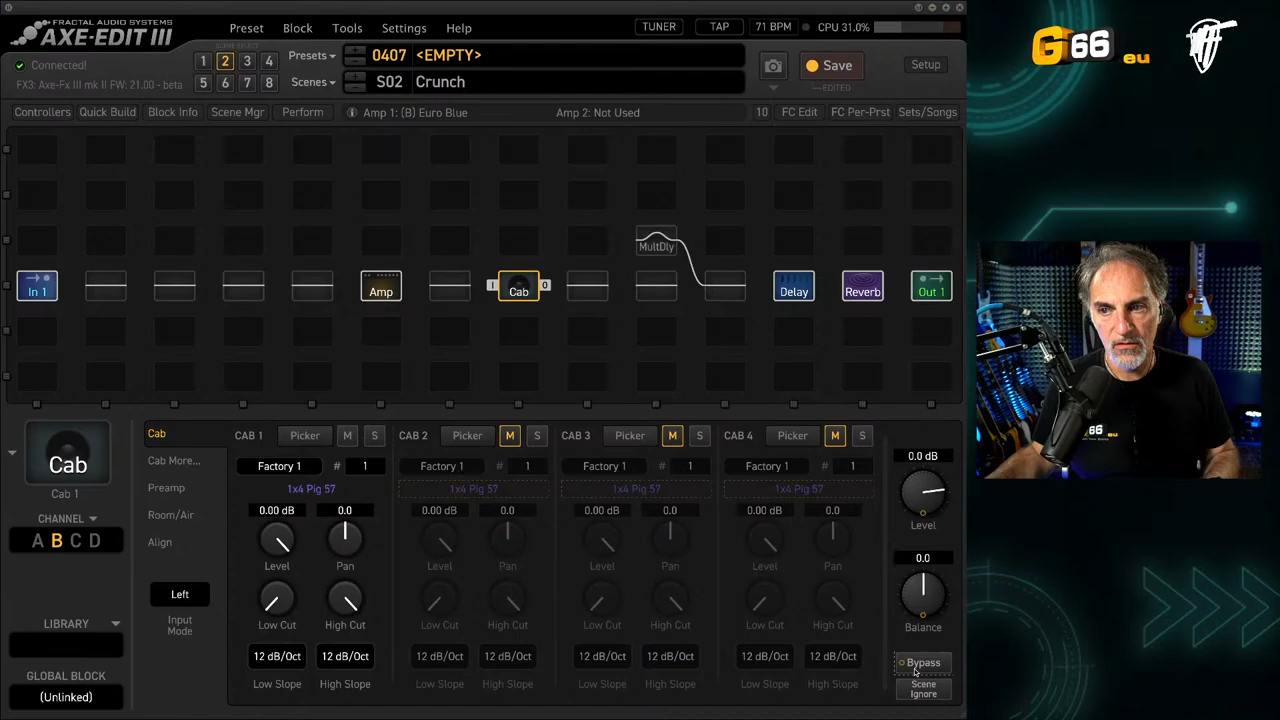 FRACTAL AUDIO SYSTEMS
AXE-EDIT III
Connected!
FX3: Axe-Fx III mk II FW: 21.00 - beta
Preset Block Tools Settings Help
TUNER TAP 71 BPM CPU 31.0%
SCENE SELECT
1 2 3 4
5 6 7 8
Presets 0407 <EMPTY>
Scenes S02 Crunch
Save
EDITED
Setup
Controllers Quick Build Block Info Scene Mgr Perform Amp 1: (B) Euro Blue Amp 2: Not Used 10 FC Edit FC Per-Prst Sets/Songs
MultDly
In 1 Amp I Cab O Delay Reverb Out 1
Cab
Cab 1
CHANNEL
A B C D
LIBRARY
GLOBAL BLOCK
(Unlinked)
Cab
Cab More...
Preamp
Room/Air
Align
Left
Input
Mode
CAB 1 Picker M S
Factory 1 # 1
1x4 Pig 57
0.00 dB 0.0
Level Pan
Low Cut High Cut
12 dB/Oct 12 dB/Oct
Low Slope High Slope
CAB 2 Picker M S
Factory 1 # 1
1x4 Pig 57
0.00 dB 0.0
Level Pan
Low Cut High Cut
12 dB/Oct 12 dB/Oct
Low Slope High Slope
CAB 3 Picker M S
Factory 1 # 1
1x4 Pig 57
0.00 dB 0.0
Level Pan
Low Cut High Cut
12 dB/Oct 12 dB/Oct
Low Slope High Slope
CAB 4 Picker M S
Factory 1 # 1
1x4 Pig 57
0.00 dB 0.0
Level Pan
Low Cut High Cut
12 dB/Oct 12 dB/Oct
Low Slope High Slope
0.0 dB
Level
0.0
Balance
Bypass
Scene
Ignore
G 66
eu
66
eu